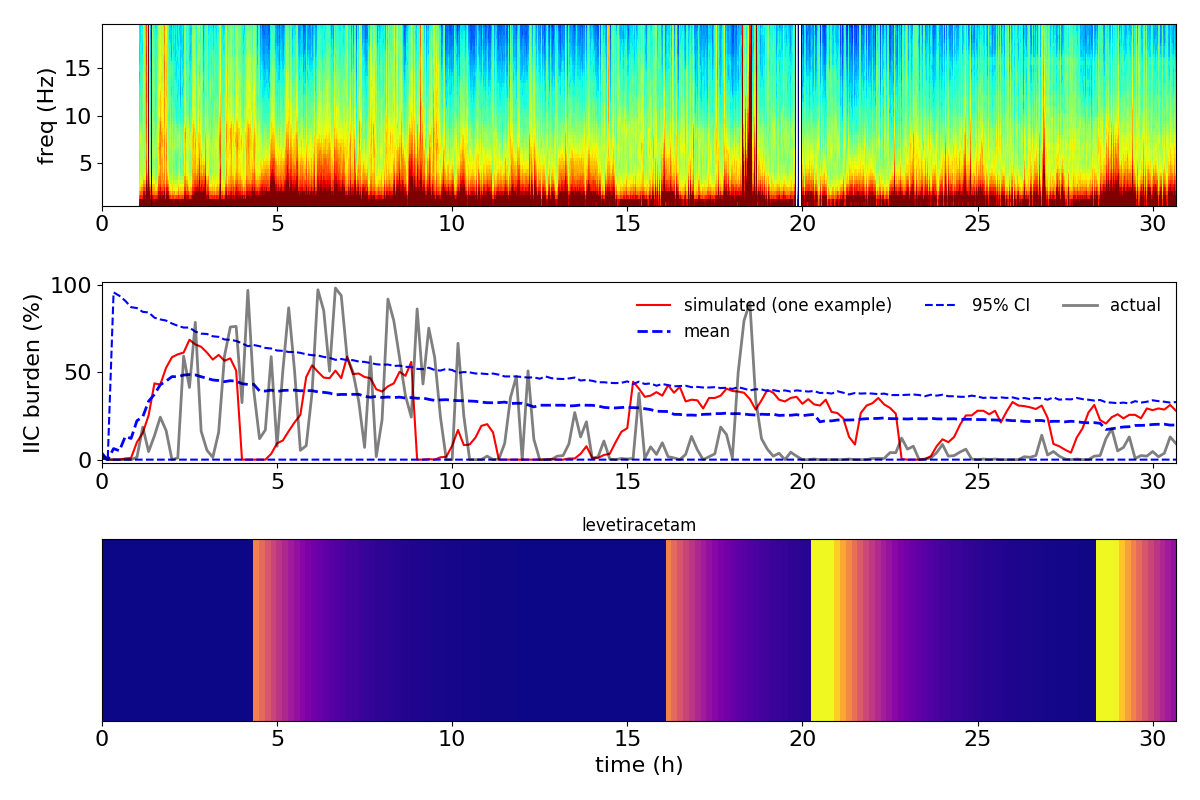 freq (Hz)
15
10
5
0 5 10 15 20 25 30
IIC burden (%)
100
50
0
simulated (one example)
mean
95% CI
actual
0 5 10 15 20 25 30
levetiracetam
0 5 10 15 20 25 30
time (h)